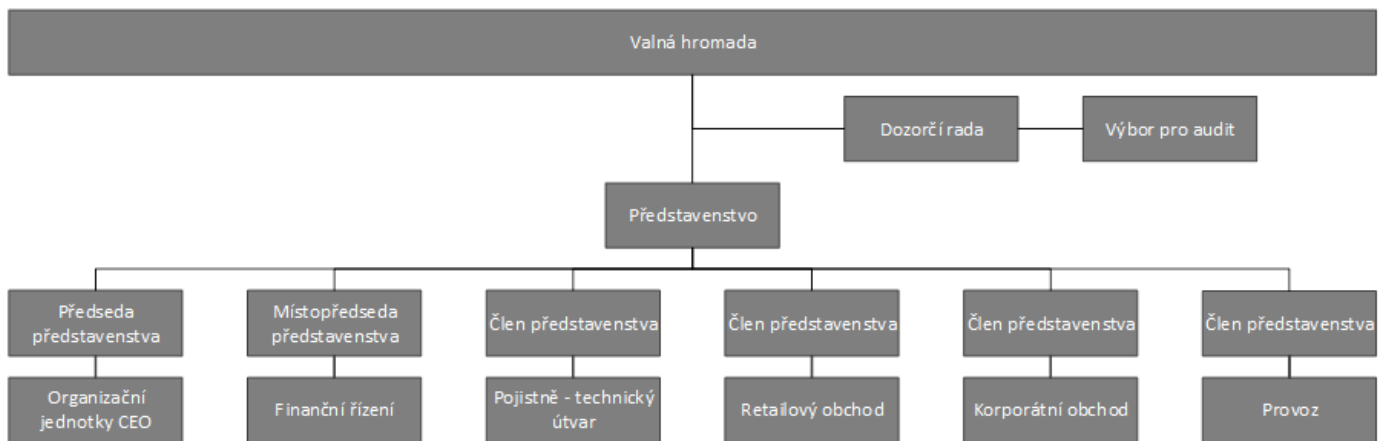 Valná hromada
Dozorčí rada
Výbor pro audit
Představenstvo
Předseda
představenstva
Místopředseda
představenstva
Člen představenstva
Člen představenstva
Člen představenstva
Člen představenstva
Organizační
jednotky CEO
Finanční řízení
Pojistně - technický
útvar
Retailový obchod
Korporátní obchod
Provoz